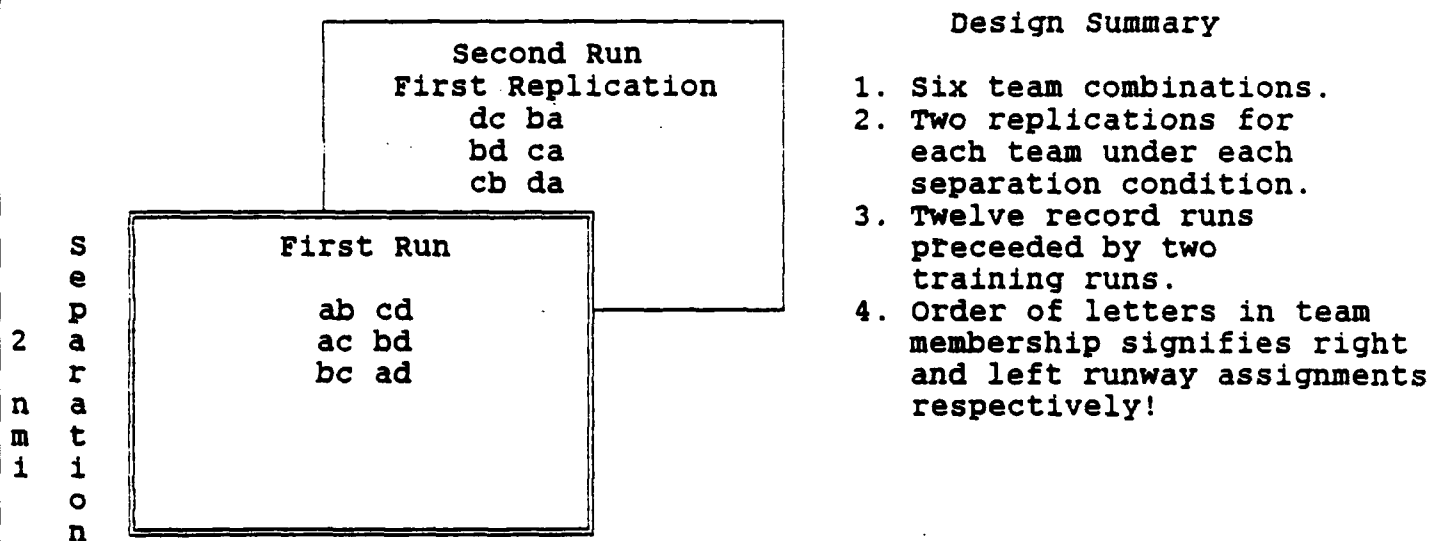 Second Run
First Replication
dc ba
bd ca
cb da
First Run
ab cd
ac bd
bc ad
2 nmi
Separation
Design Summary
1. Six team combinations.
2. Two replications for
each team under each
separation condition.
3. Twelve record runs
preceeded by two
training runs.
4. Order of letters in team
membership signifies right
and left runway assignments
respectively!